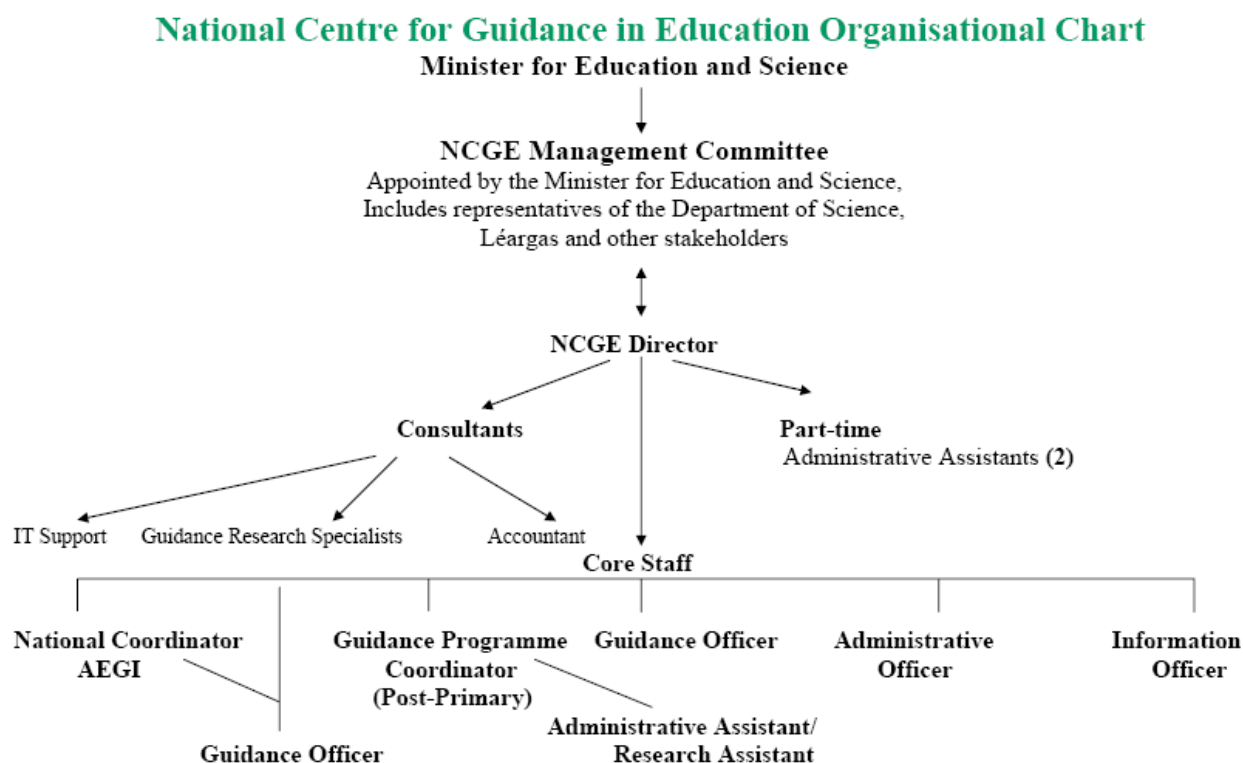 National Centre for Guidance in Education Organisational Chart
Minister for Education and Science
NCGE Management Committee
Appointed by the Minister for Education and Science,
Includes representatives of the Department of Science,
Léargas and other stakeholders
NCGE Director
Consultants
Part-time
Administrative Assistants (2)
IT Support
Guidance Research Specialists
Accountant
Core Staff
National Coordinator
AEGI
Guidance Programme
Coordinator
(Post-Primary)
Guidance Officer
Administrative
Officer
Information
Officer
Guidance Officer
Administrative Assistant/
Research Assistant